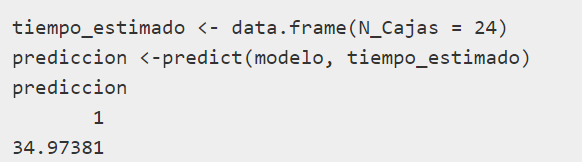 tiempo_estimado <- data.frame(N_Cajas = 24)
prediccion <-predict(modelo, tiempo_estimado)
prediccion
1
34.97381